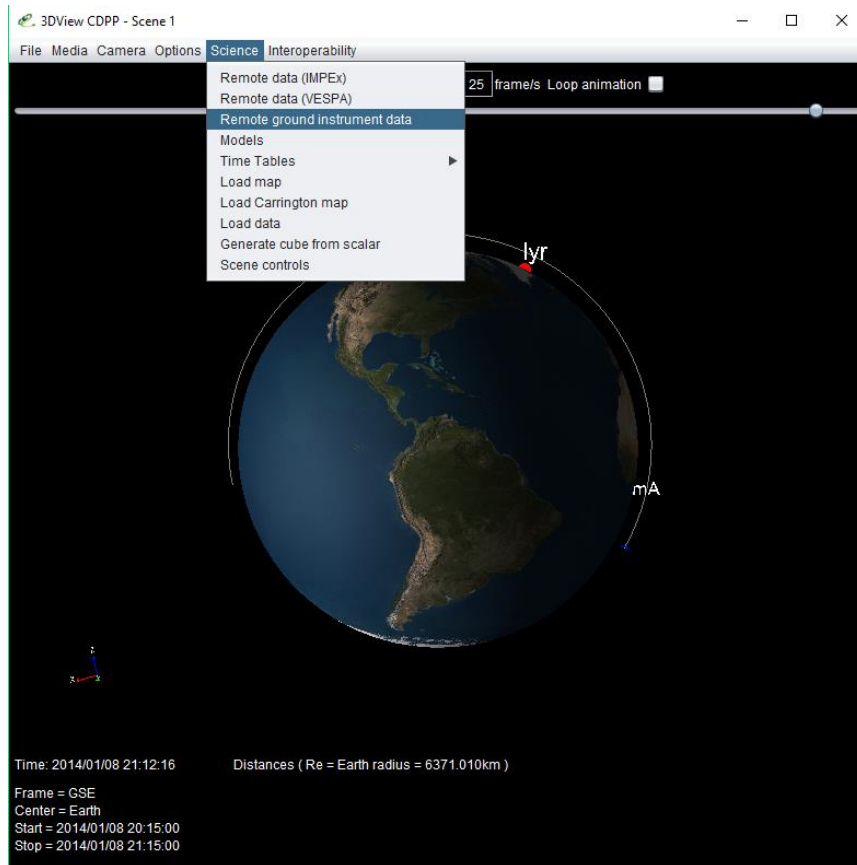 3DView CDPP - Scene 1
File Media Camera Options Science Interoperability
25 frame/s Loop animation
Remote data (IMPEx)
Remote data (VESPA)
Remote ground instrument data
Models
Time Tables
Load map
Load Carrington map
Load data
Generate cube from scalar
Scene controls
lyr
mA
Time: 2014/01/08 21:12:16 Distances ( Re = Earth radius = 6371.010km )
Frame = GSE
Center = Earth
Start = 2014/01/08 20:15:00
Stop = 2014/01/08 21:15:00